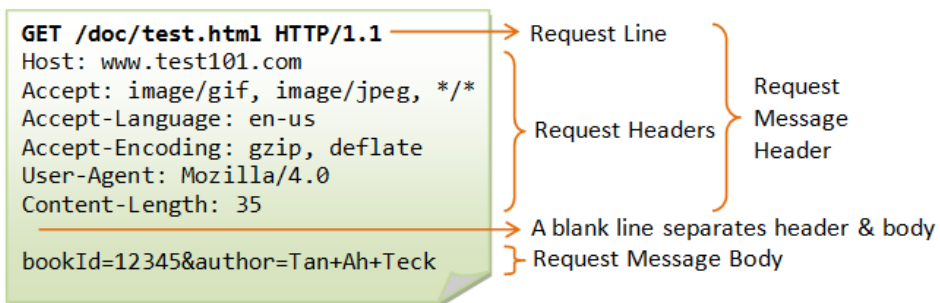 GET /doc/test.html HTTP/1.1
Host: www.test101.com
Accept: image/gif, image/jpeg, */*
Accept-Language: en-us
Accept-Encoding: gzip, deflate
User-Agent: Mozilla/4.0
Content-Length: 35
bookId=12345&author=Tan+Ah+Teck
Request Line
Request Headers
Request
Message
Header
A blank line separates header & body
Request Message Body